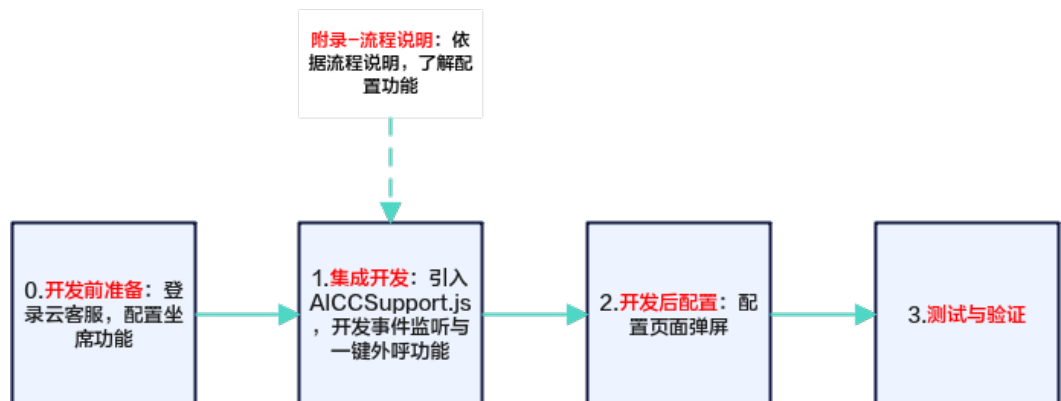 附录-流程说明：依
据流程说明，了解配
置功能
0.开发前准备：登
录云客服，配置坐
席功能
1.集成开发：引入
AICCSupport.js
，开发事件监听与
一键外呼功能
2.开发后配置：配
置页面弹屏
3.测试与验证